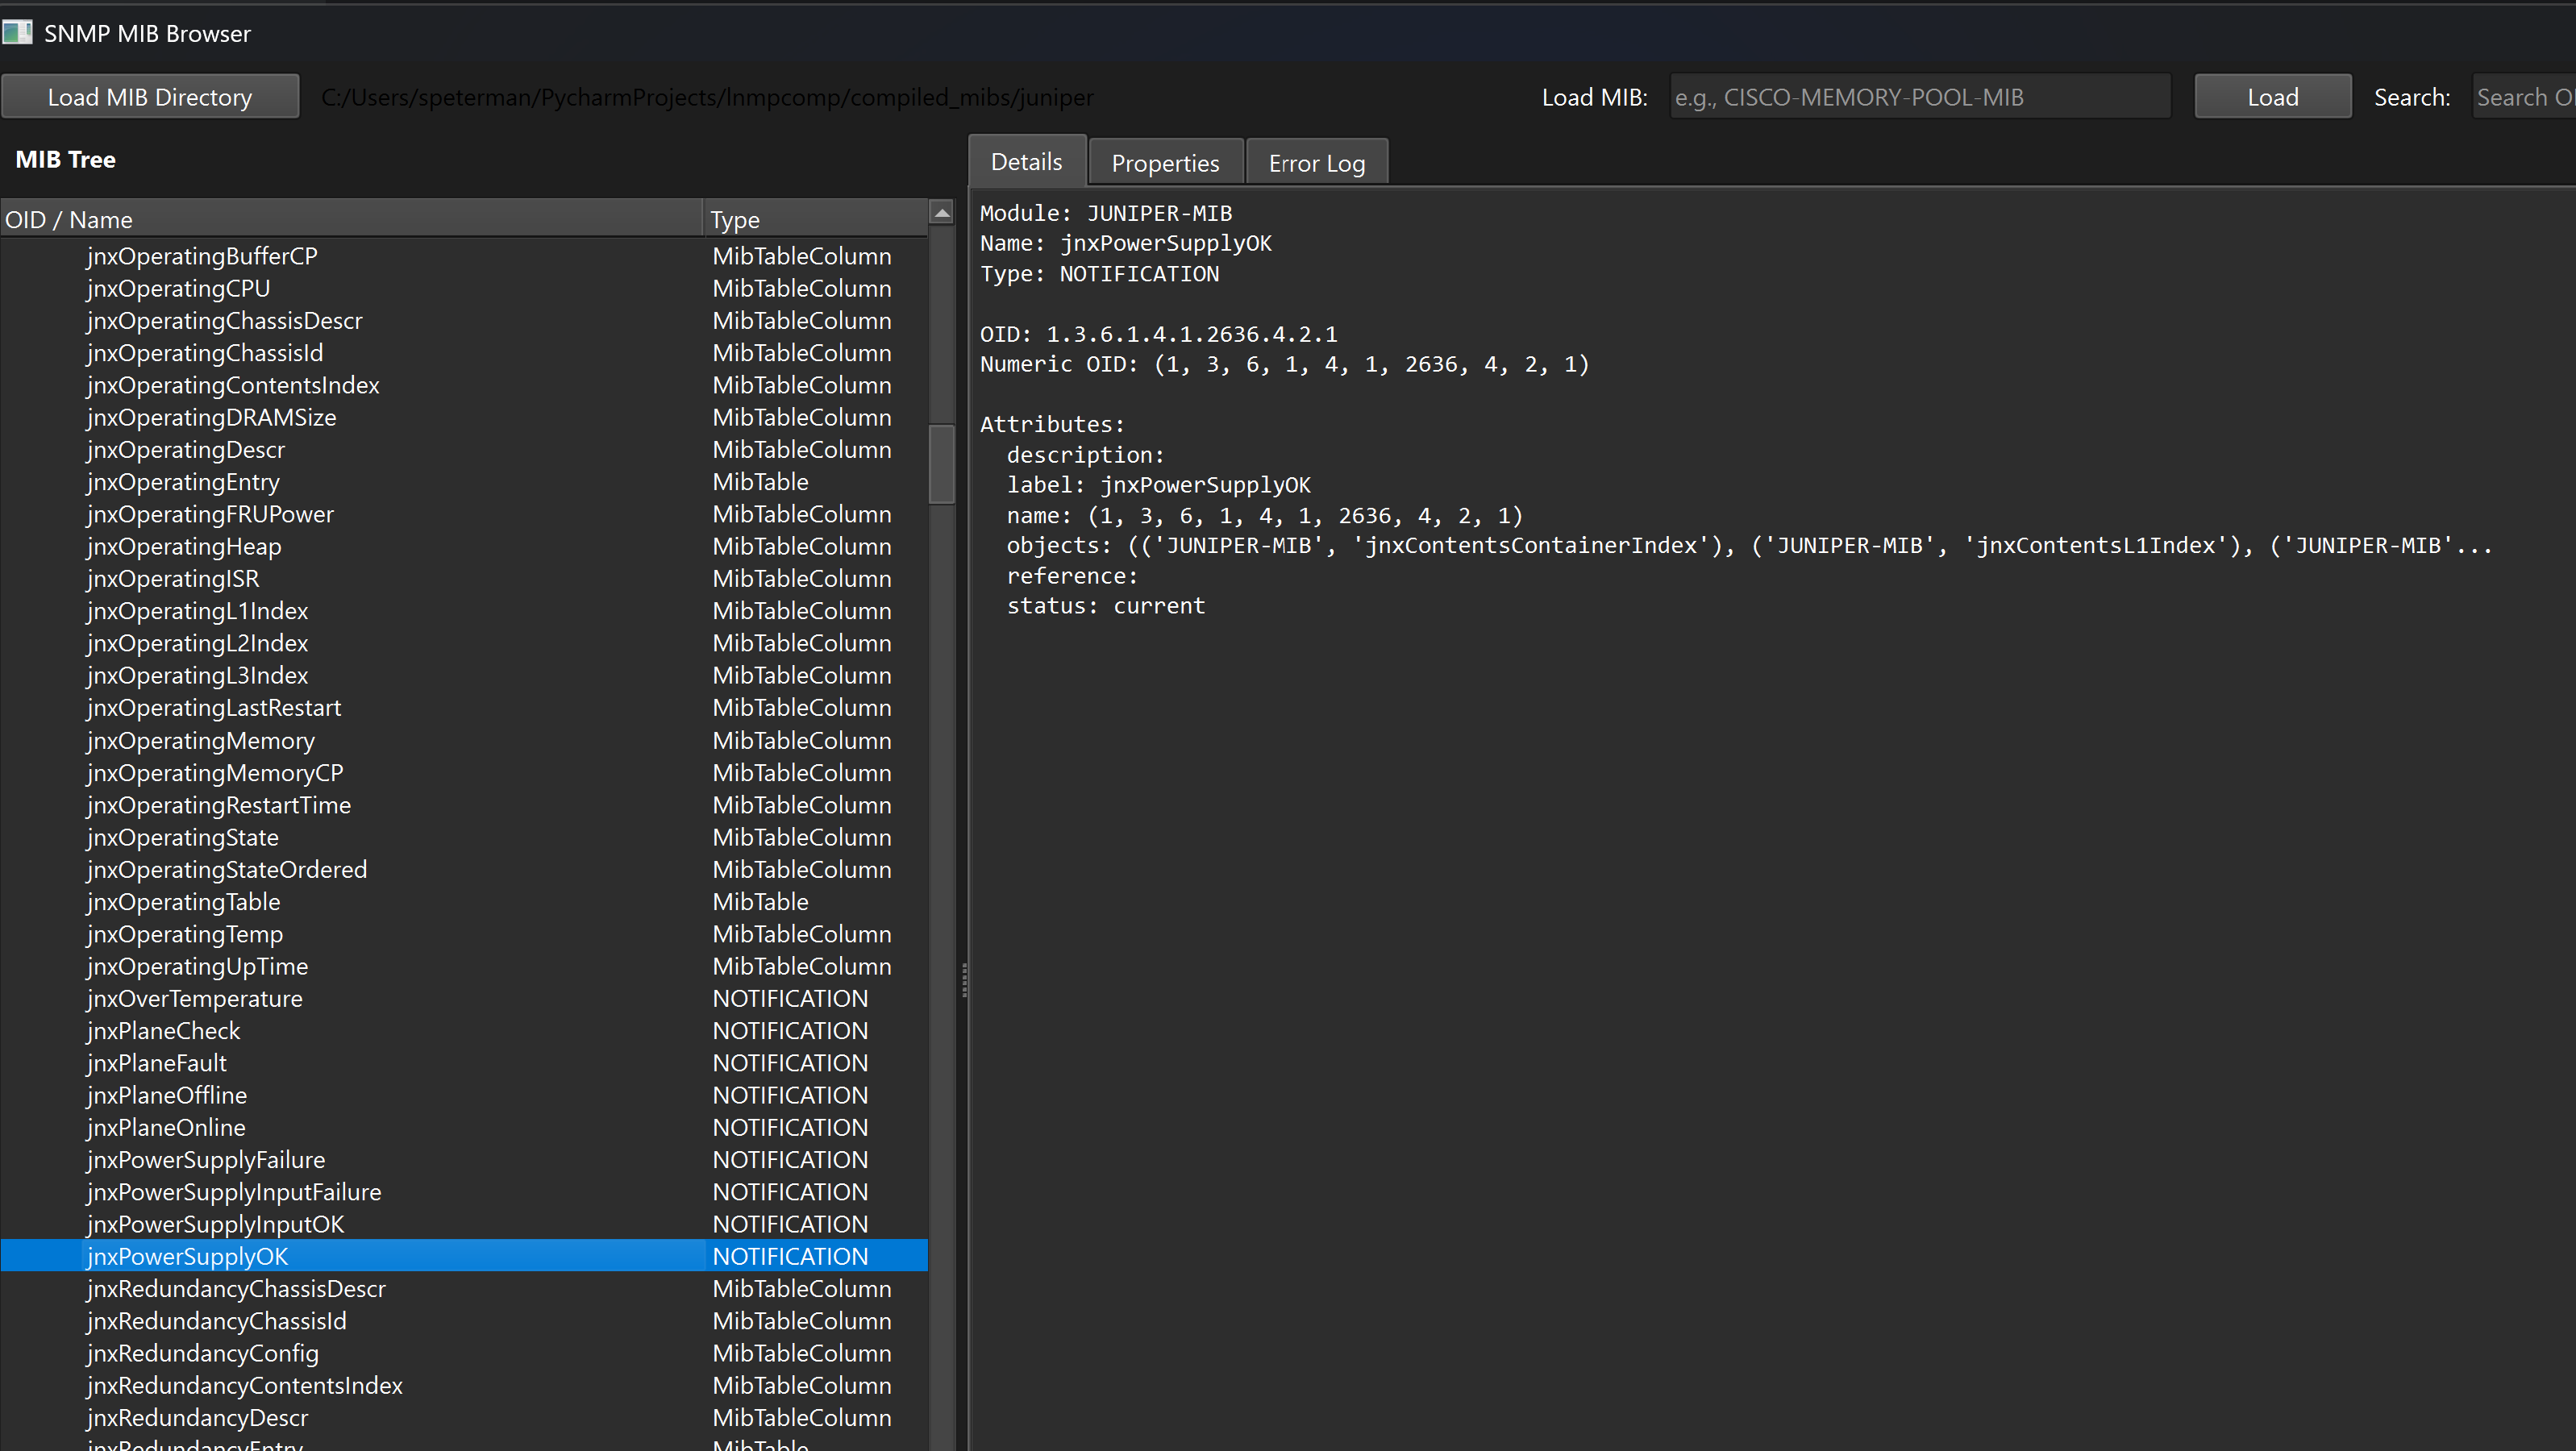 SNMP MIB Browser
Load MIB Directory C:/Users/speterman/PycharmProjects/lnmpcomp/compiled_mibs/juniper Load MIB: e.g., CISCO-MEMORY-POOL-MIB Load Search: Search
MIB Tree
Details Properties Error Log
OID / Name Type
jnxOperatingBufferCP MibTableColumn
jnxOperatingCPU MibTableColumn
jnxOperatingChassisDescr MibTableColumn
jnxOperatingChassisId MibTableColumn
jnxOperatingContentsIndex MibTableColumn
jnxOperatingDRAMSize MibTableColumn
jnxOperatingDescr MibTableColumn
jnxOperatingEntry MibTable
jnxOperatingFRUPower MibTableColumn
jnxOperatingHeap MibTableColumn
jnxOperatingISR MibTableColumn
jnxOperatingL1Index MibTableColumn
jnxOperatingL2Index MibTableColumn
jnxOperatingL3Index MibTableColumn
jnxOperatingLastRestart MibTableColumn
jnxOperatingMemory MibTableColumn
jnxOperatingMemoryCP MibTableColumn
jnxOperatingRestartTime MibTableColumn
jnxOperatingState MibTableColumn
jnxOperatingStateOrdered MibTableColumn
jnxOperatingTable MibTable
jnxOperatingTemp MibTableColumn
jnxOperatingUpTime MibTableColumn
jnxOverTemperature NOTIFICATION
jnxPlaneCheck NOTIFICATION
jnxPlaneFault NOTIFICATION
jnxPlaneOffline NOTIFICATION
jnxPlaneOnline NOTIFICATION
jnxPowerSupplyFailure NOTIFICATION
jnxPowerSupplyInputFailure NOTIFICATION
jnxPowerSupplyInputOK NOTIFICATION
jnxPowerSupplyOK NOTIFICATION
jnxRedundancyChassisDescr MibTableColumn
jnxRedundancyChassisId MibTableColumn
jnxRedundancyConfig MibTableColumn
jnxRedundancyContentsIndex MibTableColumn
jnxRedundancyDescr MibTableColumn
jnxRedundancyEntry MibTable
Module: JUNIPER-MIB
Name: jnxPowerSupplyOK
Type: NOTIFICATION
OID: 1.3.6.1.4.1.2636.4.2.1
Numeric OID: (1, 3, 6, 1, 4, 1, 2636, 4, 2, 1)
Attributes:
description:
label: jnxPowerSupplyOK
name: (1, 3, 6, 1, 4, 1, 2636, 4, 2, 1)
objects: (('JUNIPER-MIB', 'jnxContentsContainerIndex'), ('JUNIPER-MIB', 'jnxContentsL1Index'), ('JUNIPER-MIB'...
reference:
status: current